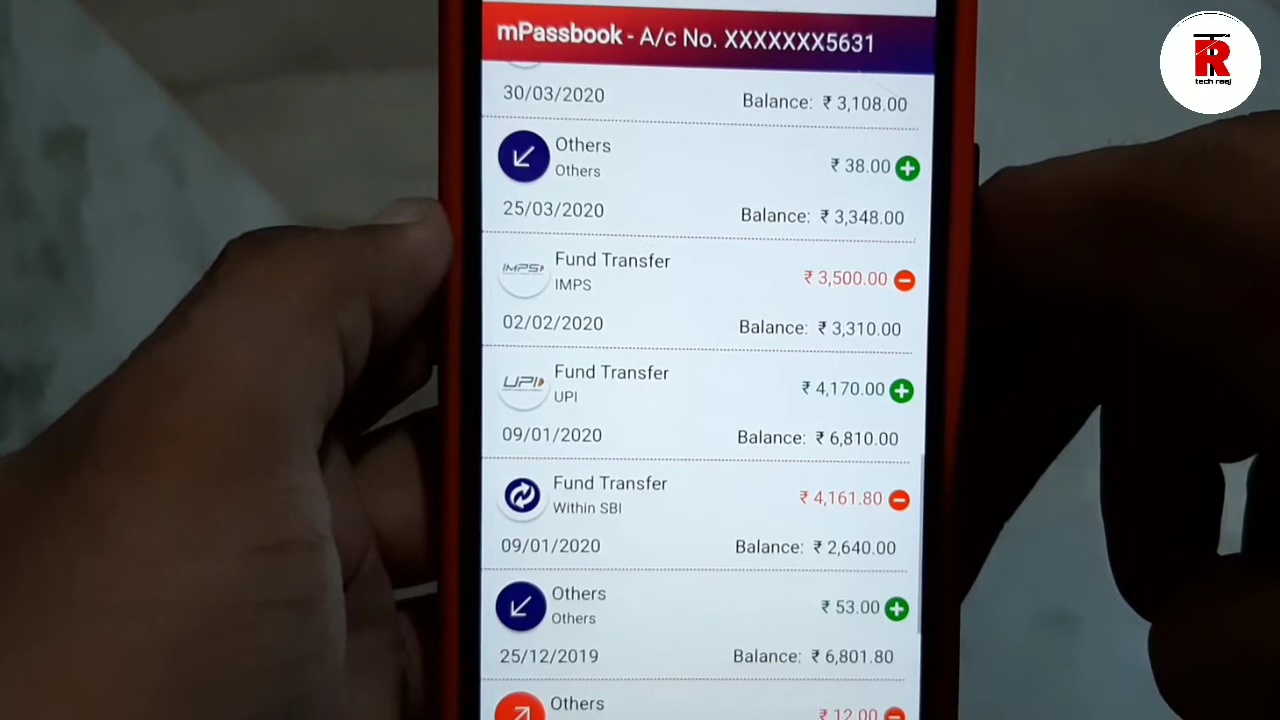 mPassbook - A/c No. XXXXXXX5631
30/03/2020 Balance: ₹ 3,108.00
Others
₹ 38.00
Others
25/03/2020 Balance: ₹ 3,348.00
Fund Transfer
₹ 3,500.00
IMPS
IMPS
02/02/2020 Balance: ₹ 3,310.00
Fund Transfer
₹ 4,170.00
UPI
UPI
09/01/2020 Balance: ₹ 6,810.00
Fund Transfer
₹ 4,161.80
Within SBI
09/01/2020 Balance: ₹ 2,640.00
Others
₹ 53.00
Others
25/12/2019 Balance: ₹ 6,801.80
Others
₹ 12.00
TR
tech raaj